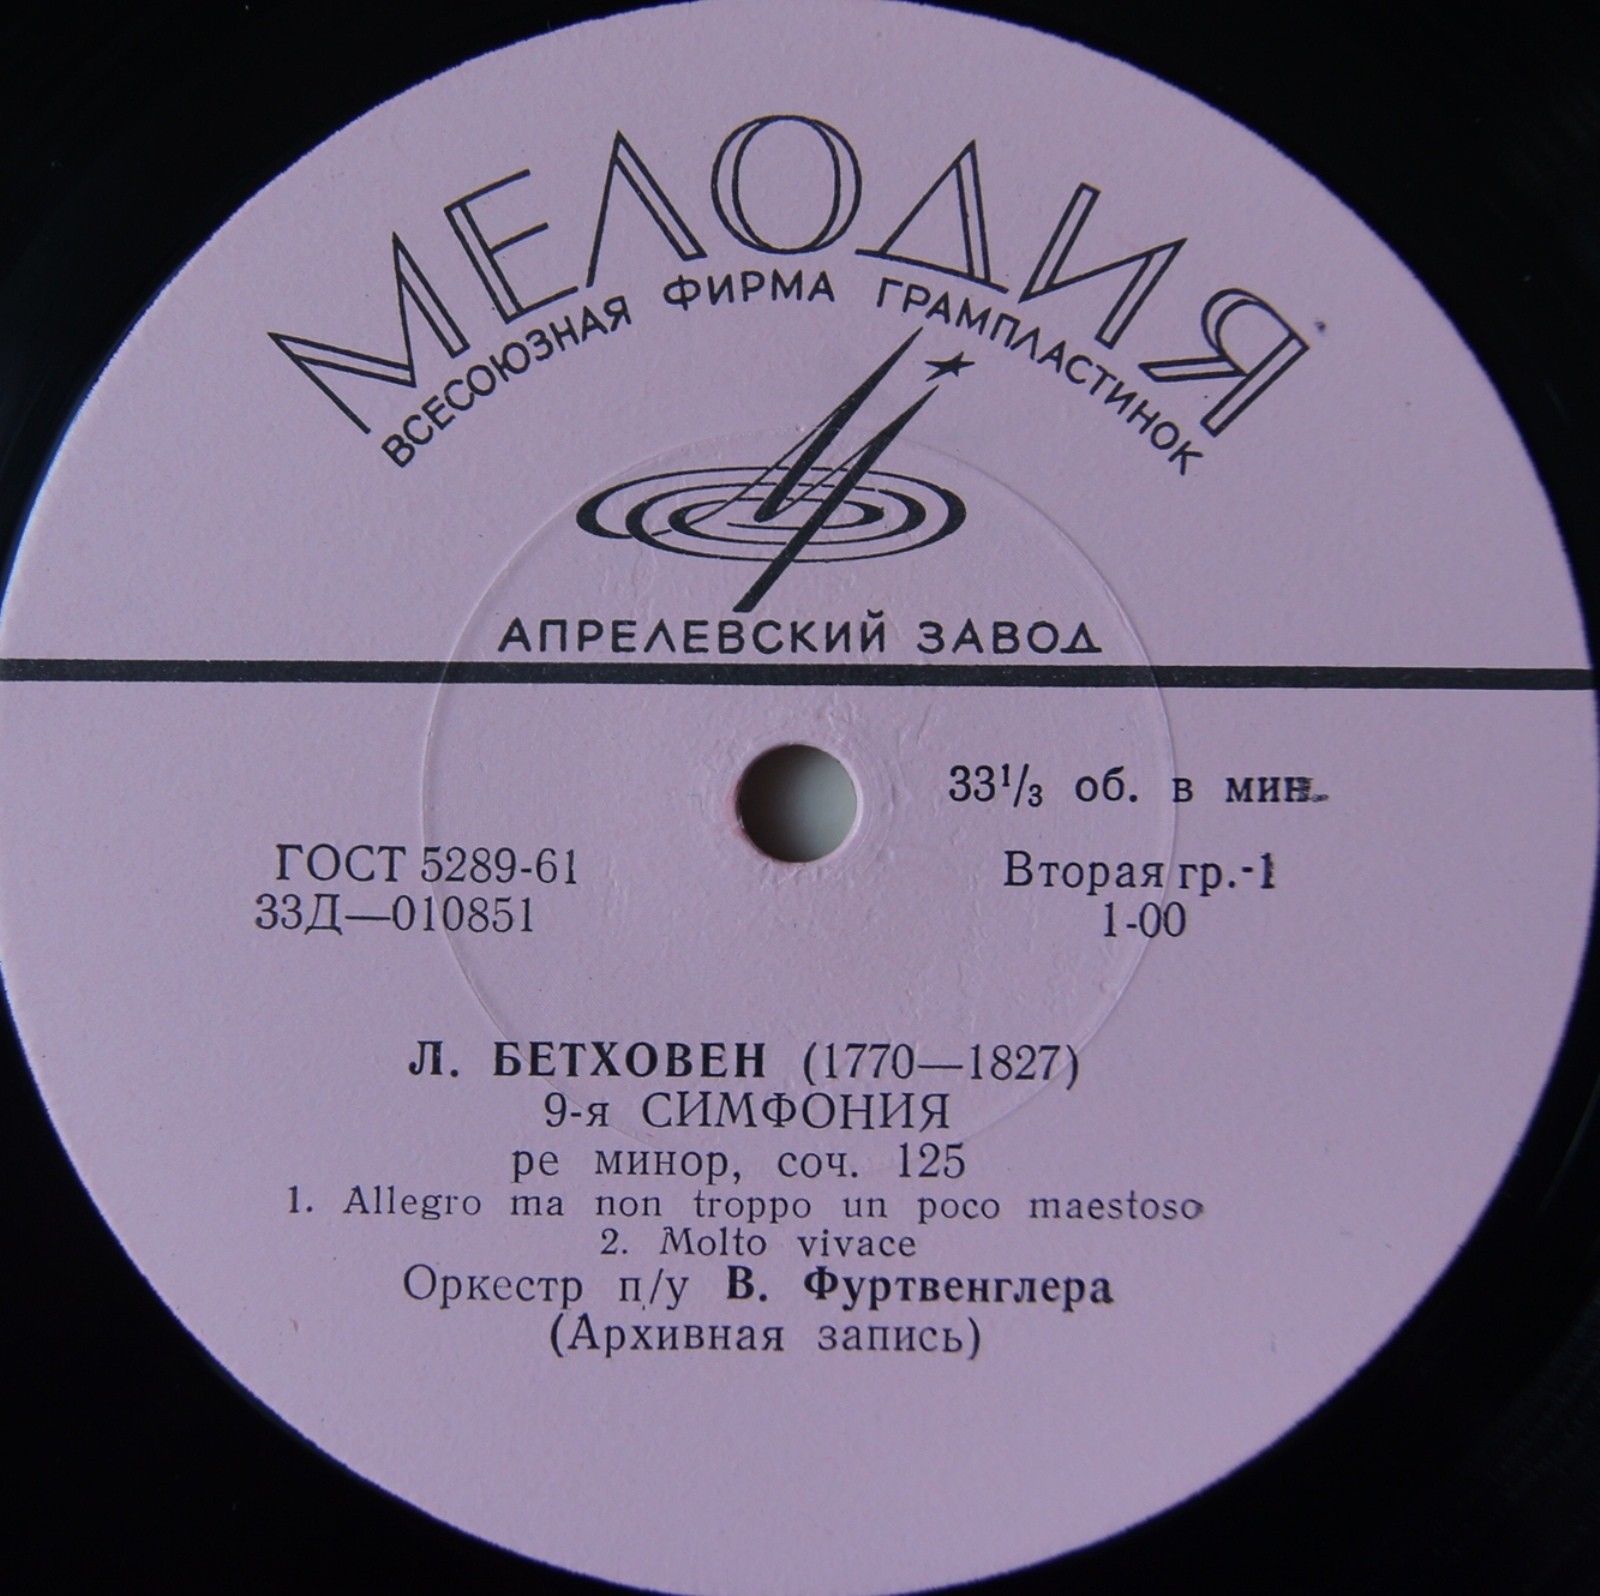 МЕЛОДИЯ
ВСЕСОЮЗНАЯ ФИРМА ГРАМПЛАСТИНОК
АПРЕЛЕВСКИЙ ЗАВОД
33¹/₃ об. в мин.
ГОСТ 5289-61
33Д—010851
Вторая гр.-1
1-00
Л. БЕТХОВЕН (1770—1827)
9-я СИМФОНИЯ
ре минор, соч. 125
1. Allegro ma non troppo un poco maestoso
2. Molto vivace
Оркестр п/у В. Фуртвенглера
(Архивная запись)